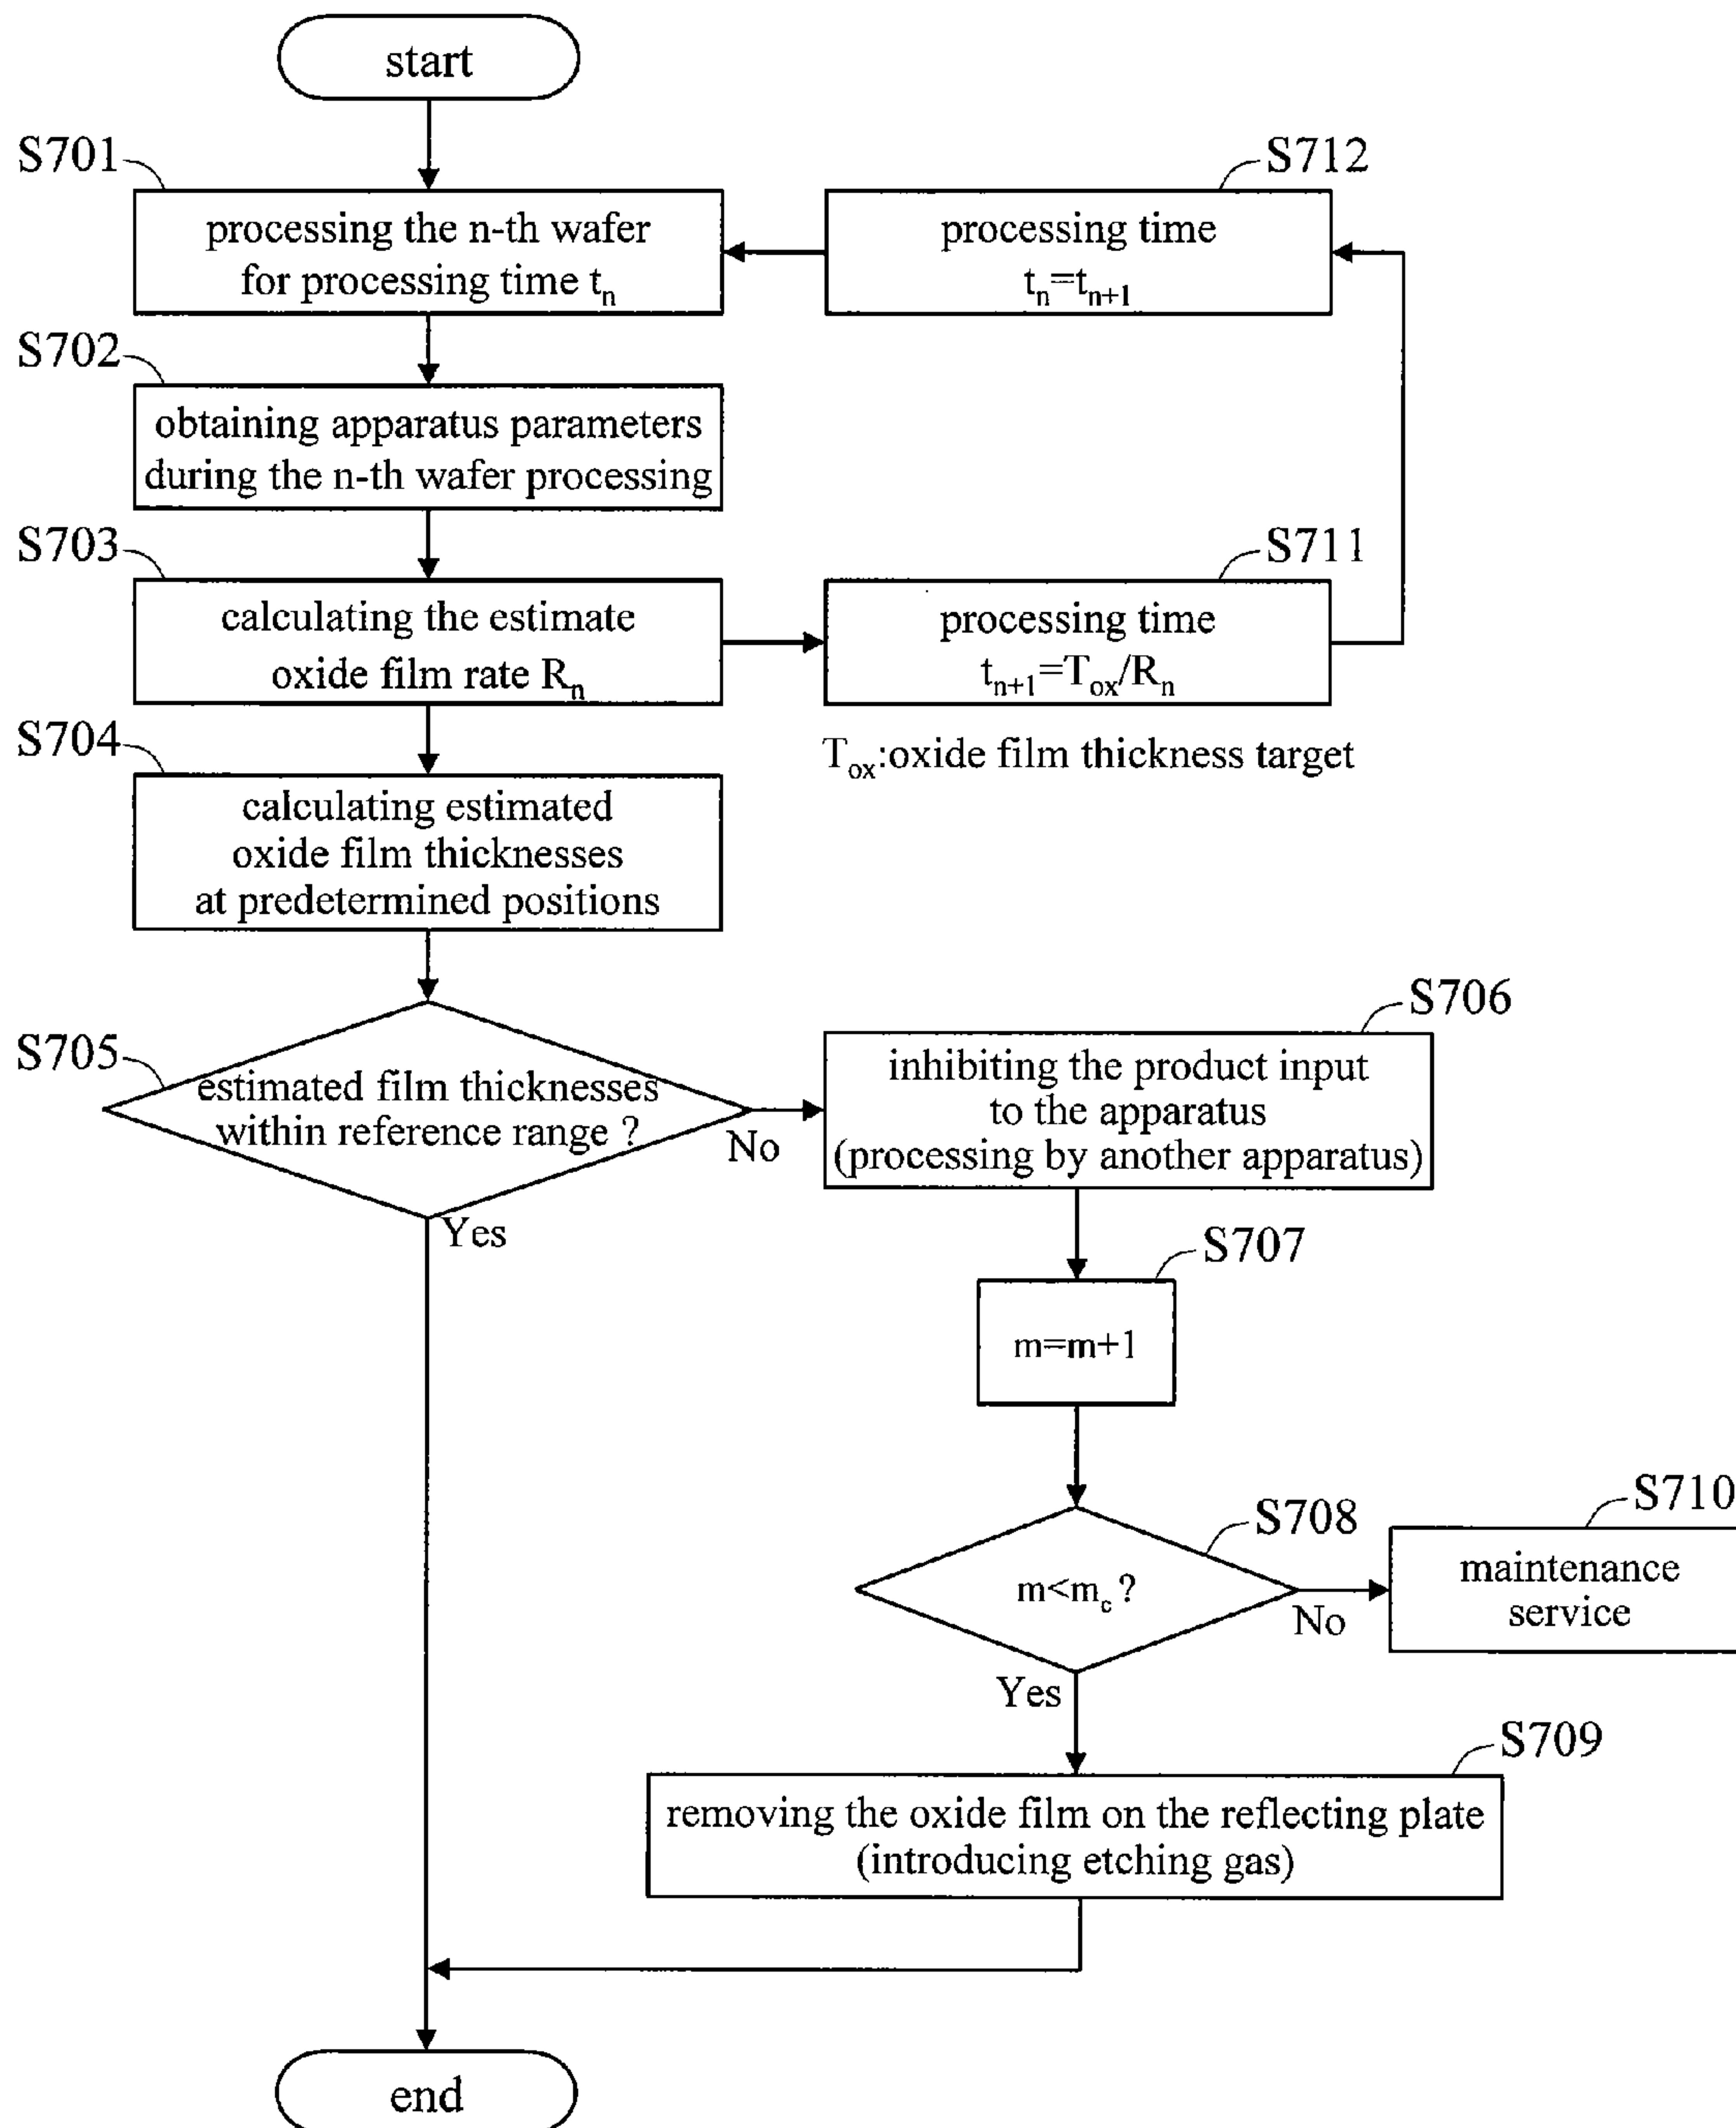 start
S701
processing the n-th wafer
for processing time tn
S712
processing time
tn=tn+1
S702
obtaining apparatus parameters
during the n-th wafer processing
S703
calculating the estimate
oxide film rate Rn
S711
processing time
tn+1=Tox/Rn
Tox:oxide film thickness target
S704
calculating estimated
oxide film thicknesses
at predetermined positions
S705
estimated film thicknesses
within reference range ?
No
Yes
S706
inhibiting the product input
to the apparatus
(processing by another apparatus)
S707
m=m+1
S708
m<mc ?
No
Yes
S710
maintenance
service
S709
removing the oxide film on the reflecting plate
(introducing etching gas)
end